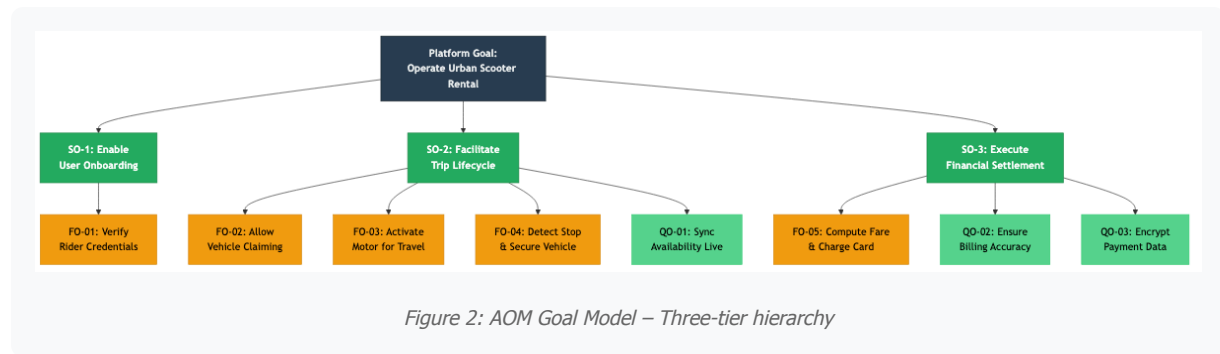 Platform Goal:
Operate Urban Scooter
Rental
SO-1: Enable
User Onboarding
SO-2: Facilitate
Trip Lifecycle
SO-3: Execute
Financial Settlement
FO-01: Verify
Rider Credentials
FO-02: Allow
Vehicle Claiming
FO-03: Activate
Motor for Travel
FO-04: Detect Stop
& Secure Vehicle
QO-01: Sync
Availability Live
FO-05: Compute Fare
& Charge Card
QO-02: Ensure
Billing Accuracy
QO-03: Encrypt
Payment Data
Figure 2: AOM Goal Model – Three-tier hierarchy